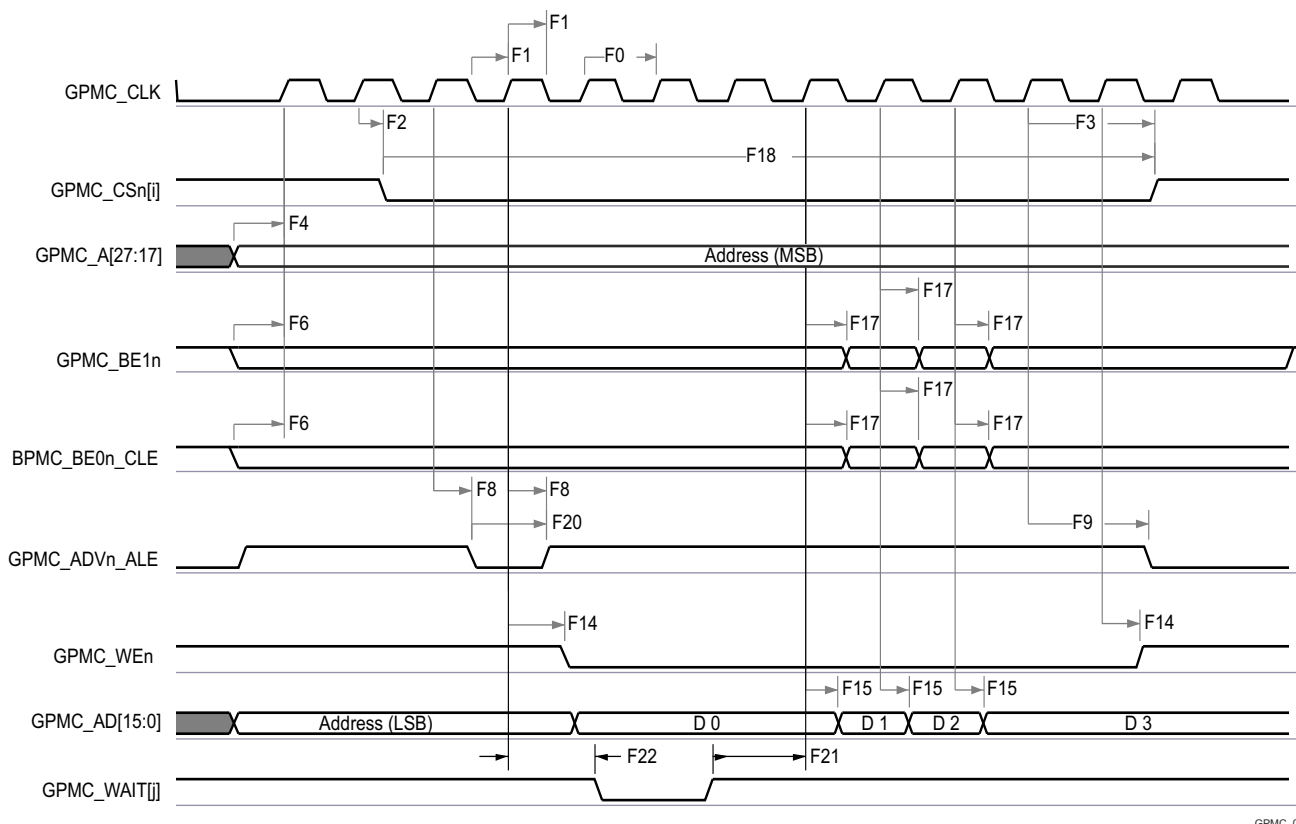 F1
F1
F0
GPMC_CLK
F2
F3
F18
GPMC_CSn[i]
F4
GPMC_A[27:17]
Address (MSB)
F17
F6
F17
F17
GPMC_BE1n
F17
F6
F17
F17
BPMC_BE0n_CLE
F8
F8
F20
F9
GPMC_ADVn_ALE
F14
F14
GPMC_WEn
F15
F15
F15
GPMC_AD[15:0]
Address (LSB)
D 0
D 1
D 2
D 3
F22
F21
GPMC_WAIT[j]